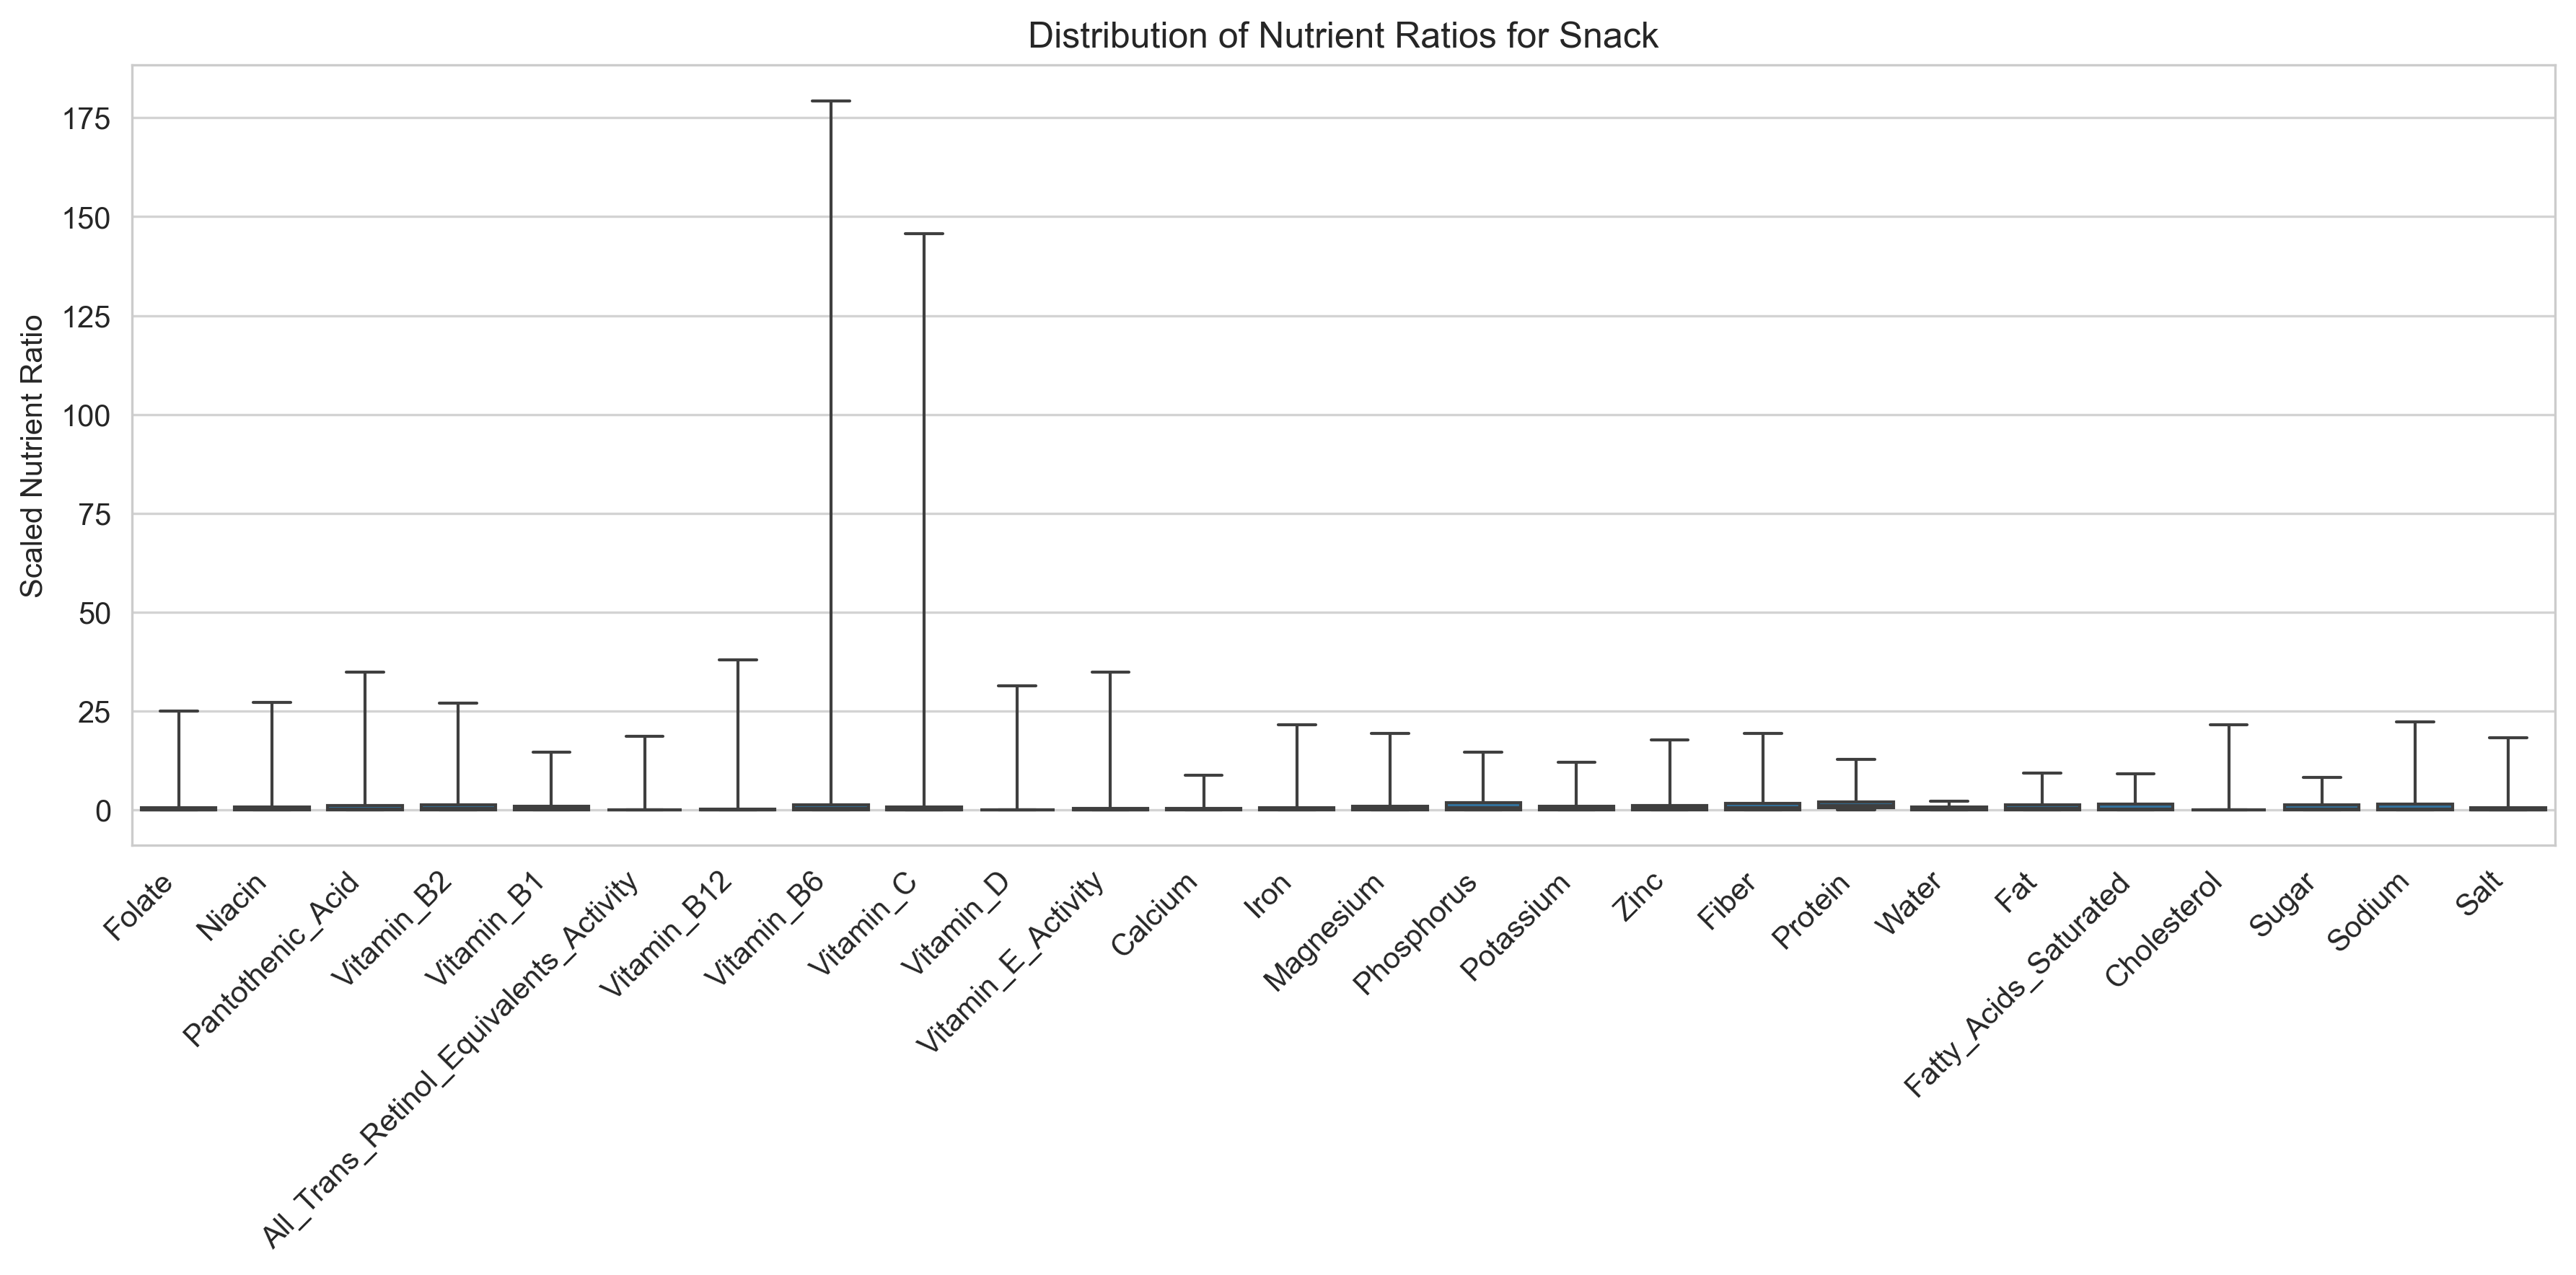 Distribution of Nutrient Ratios for Snack
Scaled Nutrient Ratio
175
150
125
100
75
50
25
0
Folate
Niacin
Pantothenic_Acid
Vitamin_B2
Vitamin_B1
All_Trans_Retinol_Equivalents_Activity
Vitamin_B12
Vitamin_B6
Vitamin_C
Vitamin_D
Vitamin_E_Activity
Calcium
Iron
Magnesium
Phosphorus
Potassium
Zinc
Fiber
Protein
Water
Fat
Fatty_Acids_Saturated
Cholesterol
Sugar
Sodium
Salt